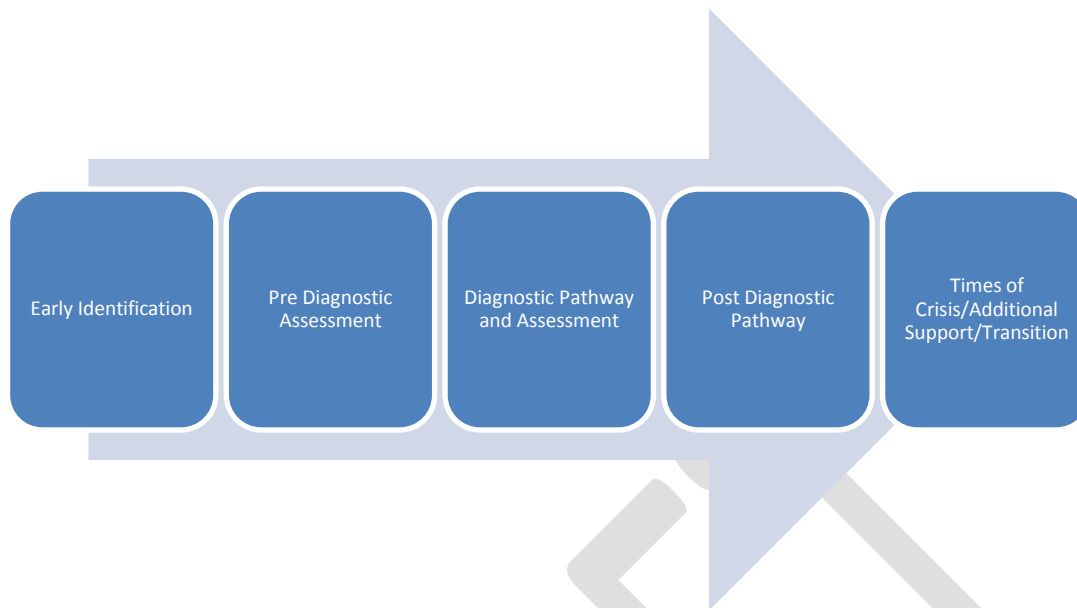 Early Identification
Pre Diagnostic
Assessment
Diagnostic Pathway
and Assessment
Post Diagnostic
Pathway
Times of
Crisis/Additional
Support/Transition